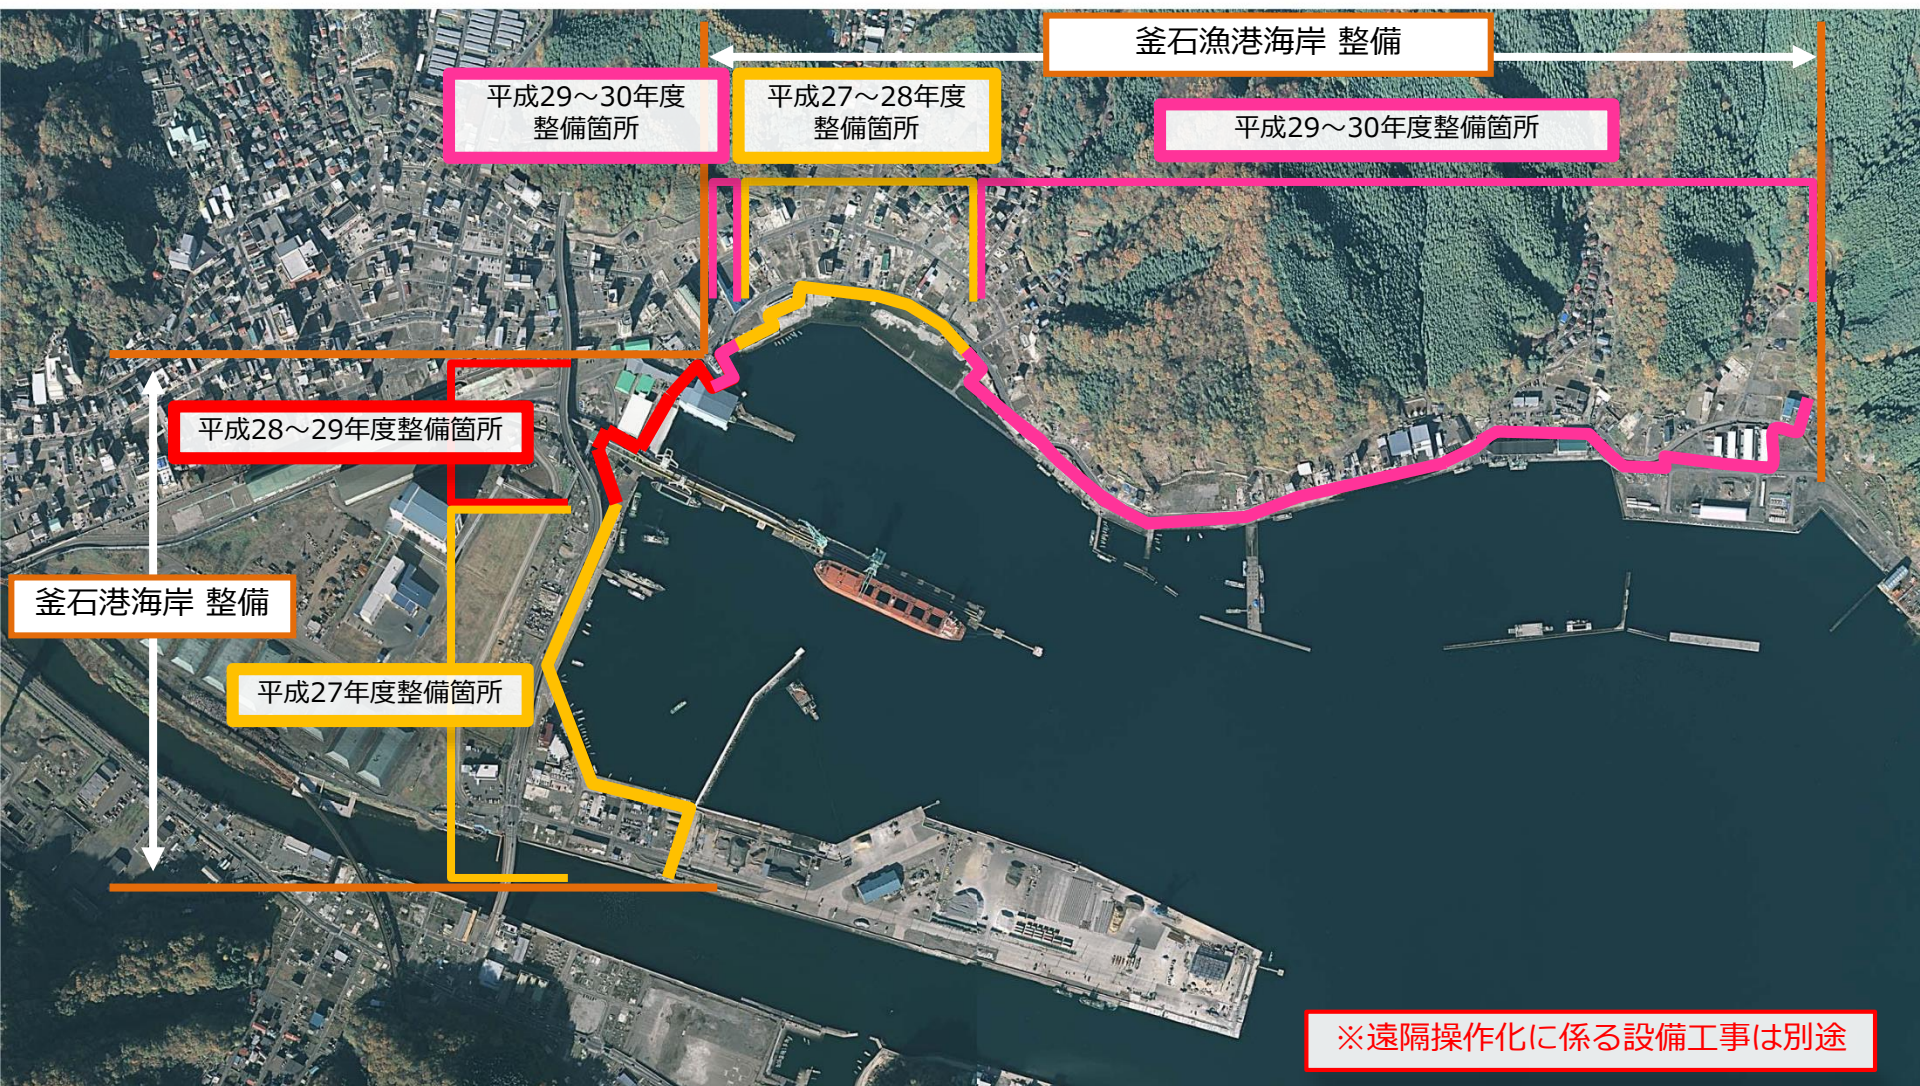 釜石漁港海岸 整備
平成29～30年度
整備箇所
平成27～28年度
整備箇所
平成29～30年度整備箇所
平成28～29年度整備箇所
釜石港海岸 整備
平成27年度整備箇所
※遠隔操作化に係る設備工事は別途